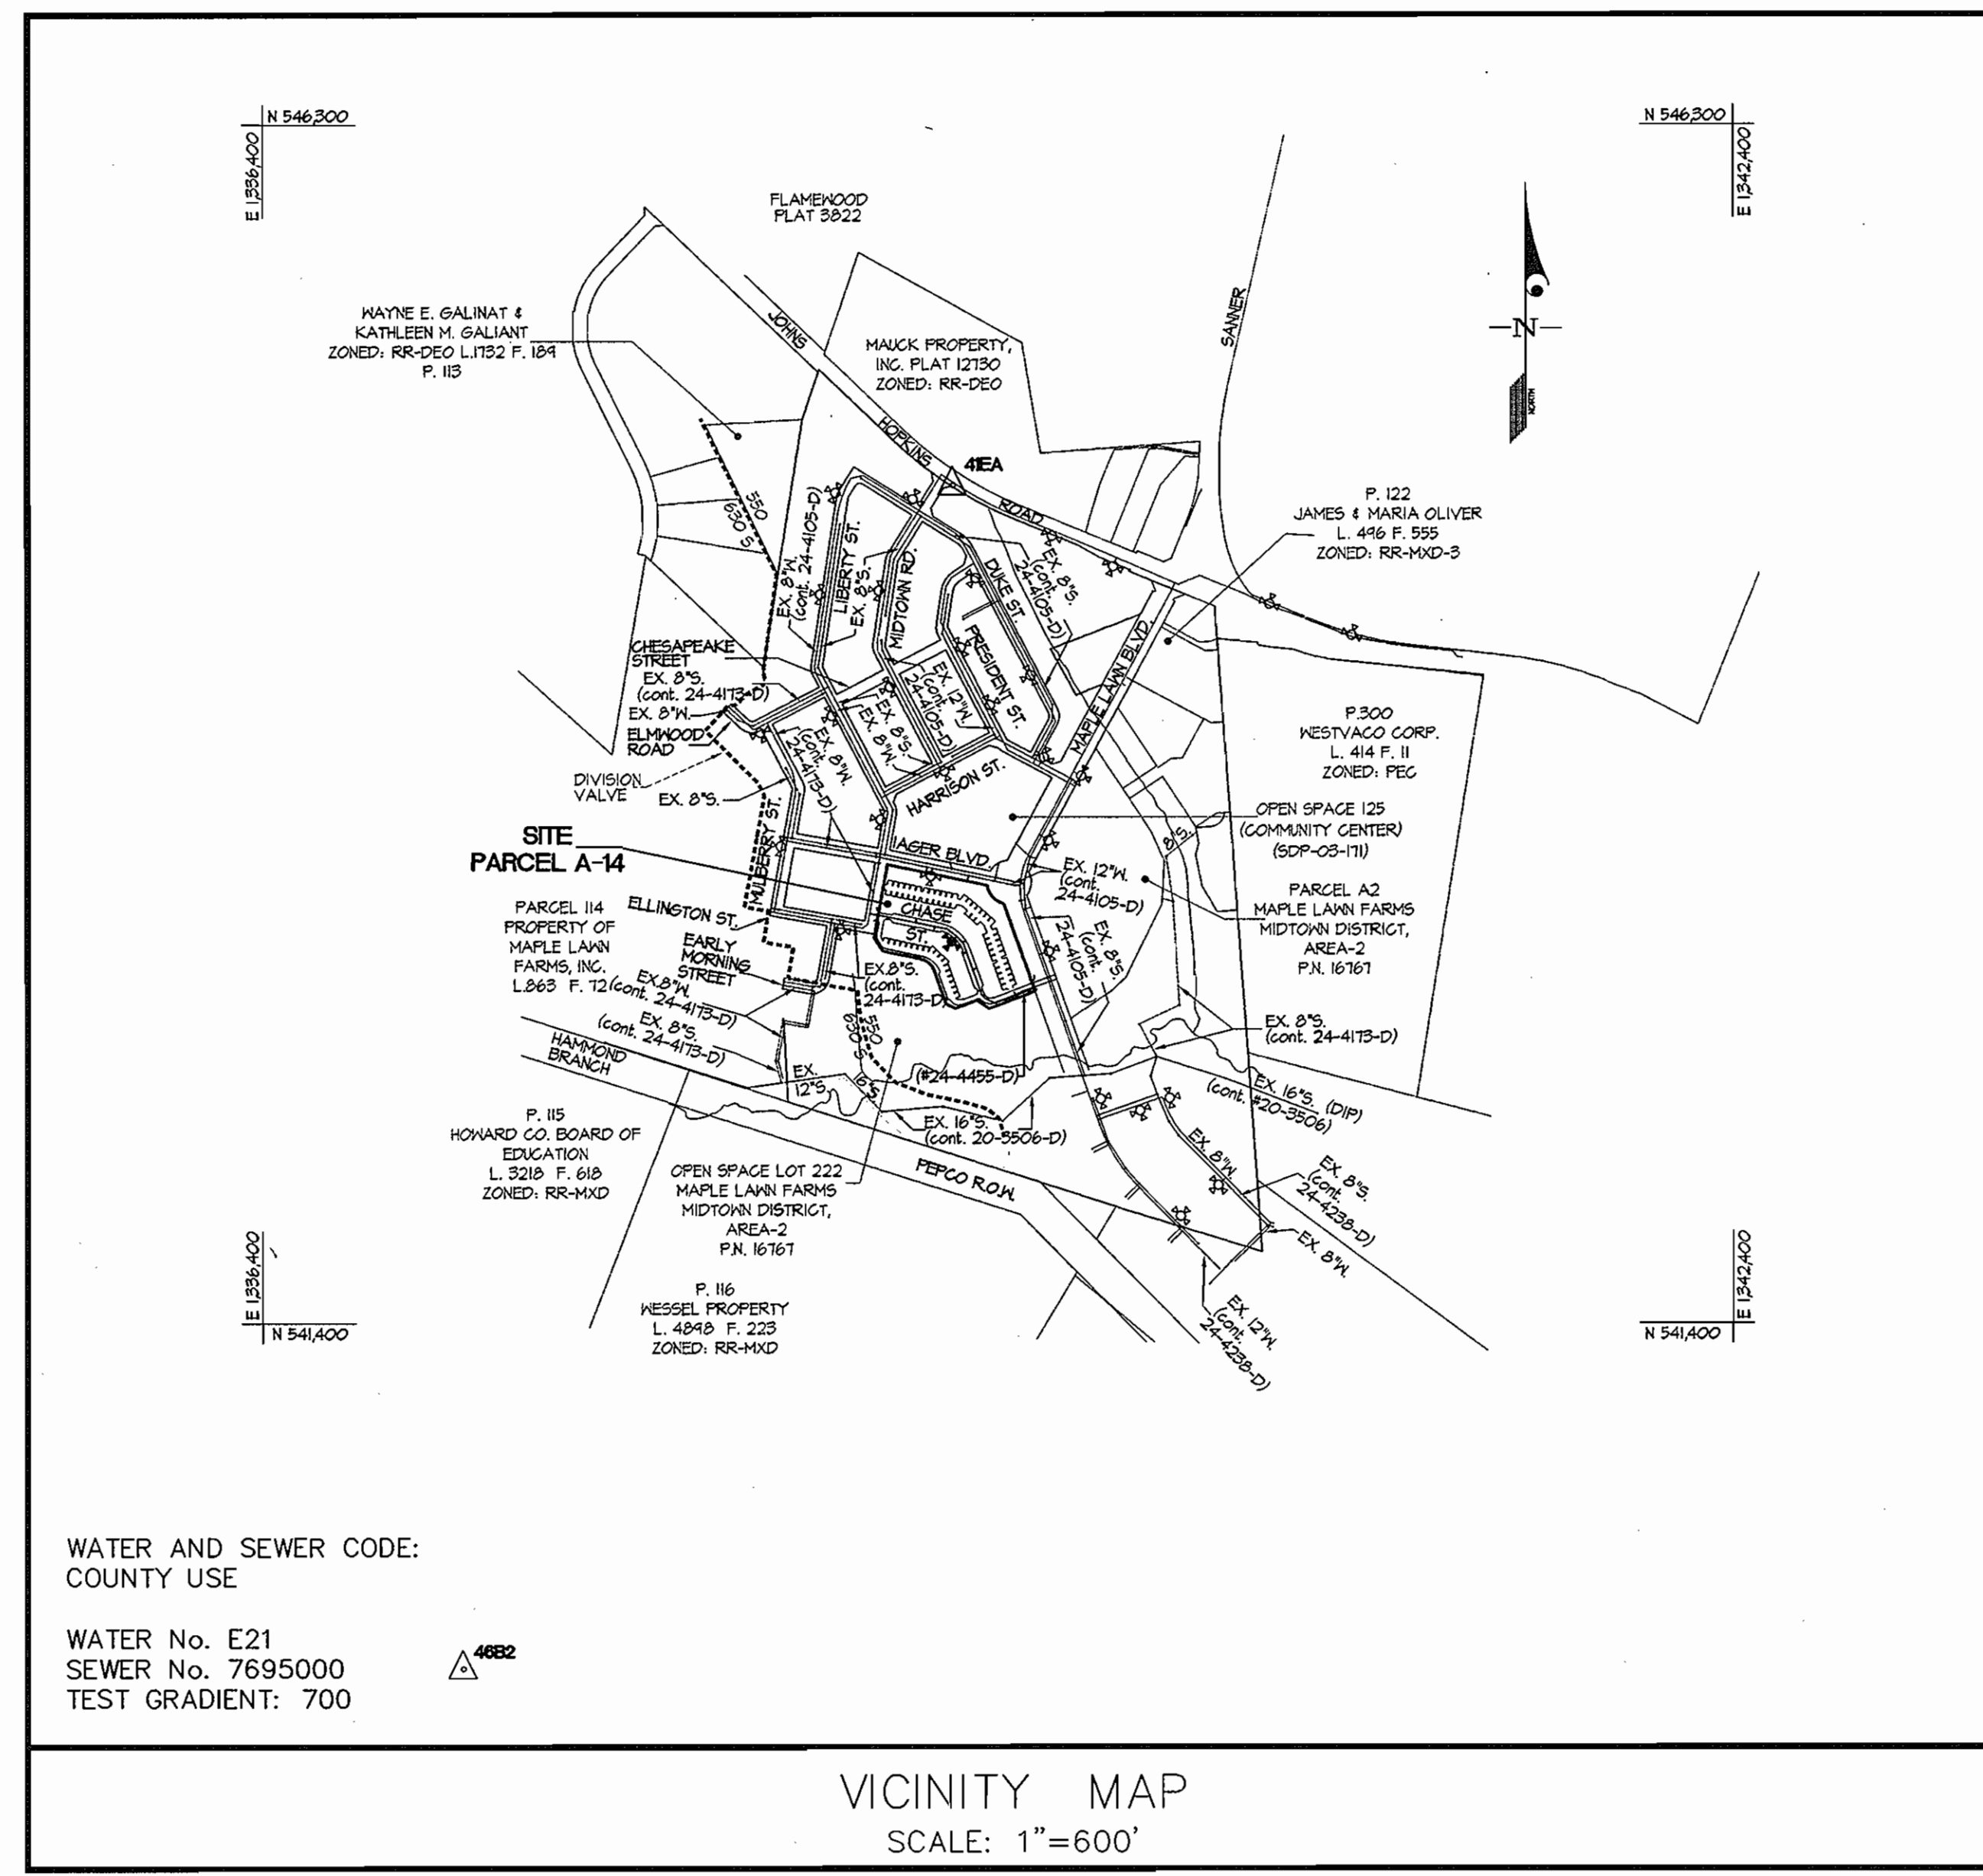 N 546,300
E 1,336,400
N 546,300
E 1,342,400
FLAMEWOOD
PLAT 3822
WAYNE E. GALINAT &
KATHLEEN M. GALIANT
ZONED: RR-DEO L.1732 F. 189
P. 113
JOHNS
HOPKINS
ROAD
MAUCK PROPERTY,
INC. PLAT 12730
ZONED: RR-DEO
SANNER
N
NORTH
41EA
P. 122
JAMES & MARIA OLIVER
L. 496 F. 555
ZONED: RR-MXD-3
550
630 S
EX. 8"W.
(cont. 24-4105-D)
LIBERTY ST.
EX. 8"S.
MIDTOWN RD.
DUKE ST.
EX. 8"S.
(cont.
24-4105-D)
PRESIDENT ST.
MAPLE LAWN BLVD.
CHESAPEAKE
STREET
EX. 8"S.
(cont. 24-4173-D)
EX. 8"W.
ELMWOOD
ROAD
DIVISION
VALVE
EX. 8"S.
EX. 8"W.
(cont.
24-4173-D)
EX. 8"S.
EX. 8"W.
EX. 12"W.
(cont.
24-4105-D)
HARRISON ST.
P.300
WESTVACO CORP.
L. 414 F. 11
ZONED: PEC
OPEN SPACE 125
(COMMUNITY CENTER)
(SDP-03-171)
8"S.
SITE
PARCEL A-14
MULBERRY ST.
IAGER BLVD.
EX. 12"W.
(cont.
24-4105-D)
PARCEL A2
MAPLE LAWN FARMS
MIDTOWN DISTRICT,
AREA-2
P.N. 16767
CHASE
ST.
EX. 8"S.
(cont.
24-4105-D)
PARCEL 114
PROPERTY OF
MAPLE LAWN
FARMS, INC.
L.863 F. 72
ELLINGTON ST.
EARLY
MORNING
STREET
EX.8"S.
(cont.
24-4173-D)
EX.8"W.
(cont. 24-4173-D)
EX. 8"S.
(cont. 24-4173-D)
HAMMOND
BRANCH
550
630 S
EX.
12"S.
16"S
(#24-4455-D)
EX. 16"S.
(cont. 20-3506-D)
EX. 8"S.
(cont. 24-4173-D)
EX. 16"S. (DIP)
(cont. #20-3506)
P. 115
HOWARD CO. BOARD OF
EDUCATION
L. 3218 F. 618
ZONED: RR-MXD
OPEN SPACE LOT 222
MAPLE LAWN FARMS
MIDTOWN DISTRICT,
AREA-2
P.N. 16767
PEPCO R.O.W.
EX. 8"W.
EX. 8"S.
(cont.
24-4238-D)
EX. 8"W.
EX. 12"W.
(cont.
24-4238-D)
P. 116
WESSEL PROPERTY
L. 4898 F. 223
ZONED: RR-MXD
E 1,336,400
N 541,400
E 1,342,400
N 541,400
WATER AND SEWER CODE:
COUNTY USE
WATER No. E21
SEWER No. 7695000
TEST GRADIENT: 700
46B2
VICINITY MAP
SCALE: 1"=600'